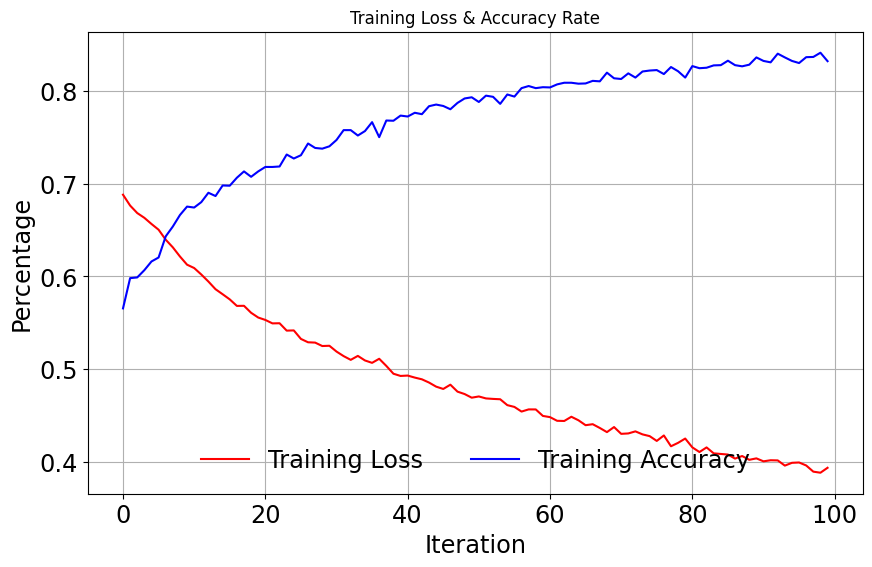 Training Loss & Accuracy Rate
Percentage
0.8
0.7
0.6
0.5
0.4
Training Loss Training Accuracy
0 20 40 60 80 100
Iteration